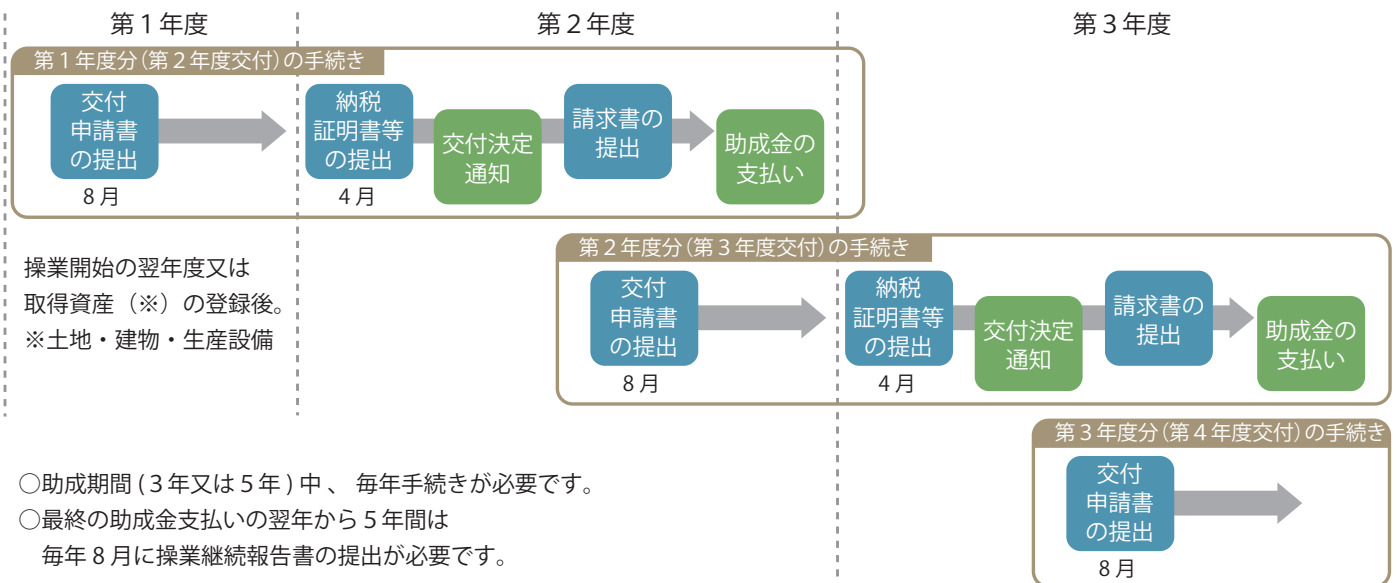 第1年度
第2年度
第3年度
第1年度分(第2年度交付)の手続き
交付
申請書
の提出
8月
納税
証明書等
の提出
4月
交付決定
通知
請求書の
提出
助成金の
支払い
操業開始の翌年度又は
取得資産(※)の登録後。
※土地・建物・生産設備
第2年度分(第3年度交付)の手続き
交付
申請書
の提出
8月
納税
証明書等
の提出
4月
交付決定
通知
請求書の
提出
助成金の
支払い
第3年度分(第4年度交付)の手続き
交付
申請書
の提出
8月
○助成期間(3年又は5年)中、毎年手続きが必要です。
○最終の助成金支払いの翌年から5年間は
毎年8月に操業継続報告書の提出が必要です。